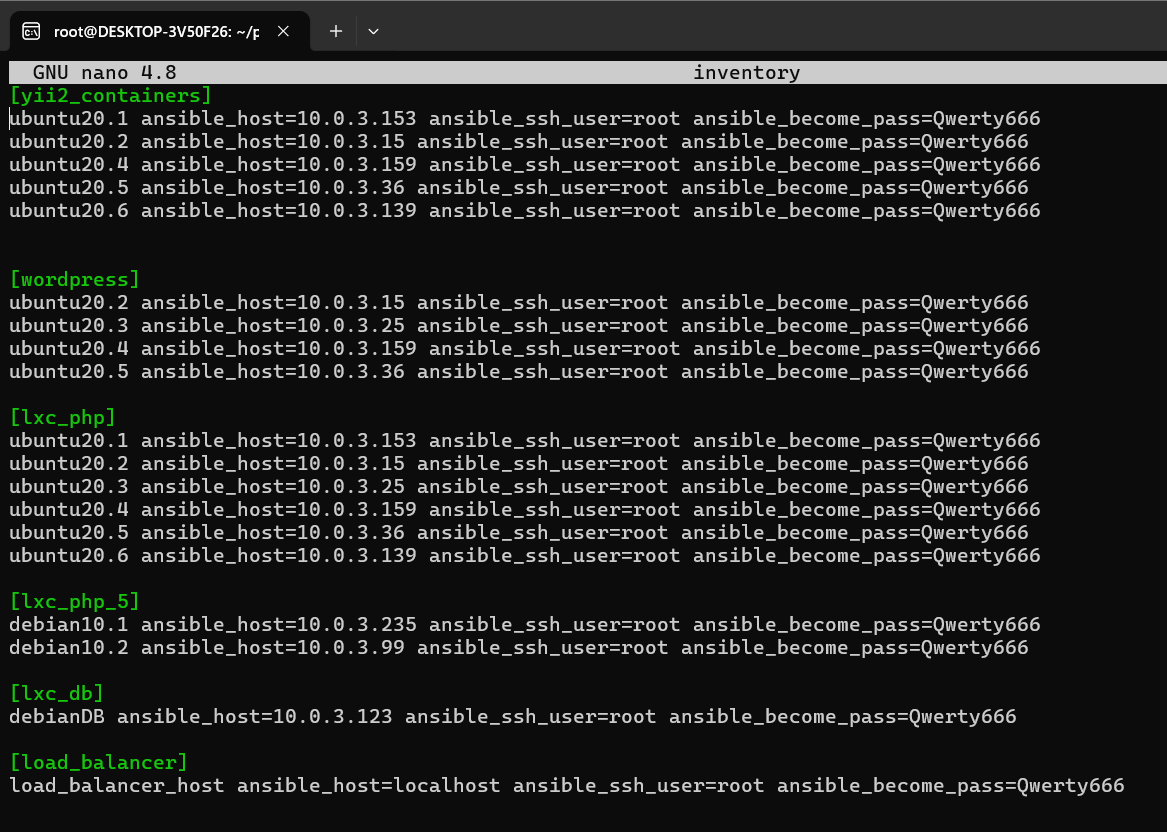 root@DESKTOP-3V50F26: ~/p
GNU nano 4.8 inventory
[yii2_containers]
ubuntu20.1 ansible_host=10.0.3.153 ansible_ssh_user=root ansible_become_pass=Qwerty666
ubuntu20.2 ansible_host=10.0.3.15 ansible_ssh_user=root ansible_become_pass=Qwerty666
ubuntu20.4 ansible_host=10.0.3.159 ansible_ssh_user=root ansible_become_pass=Qwerty666
ubuntu20.5 ansible_host=10.0.3.36 ansible_ssh_user=root ansible_become_pass=Qwerty666
ubuntu20.6 ansible_host=10.0.3.139 ansible_ssh_user=root ansible_become_pass=Qwerty666
[wordpress]
ubuntu20.2 ansible_host=10.0.3.15 ansible_ssh_user=root ansible_become_pass=Qwerty666
ubuntu20.3 ansible_host=10.0.3.25 ansible_ssh_user=root ansible_become_pass=Qwerty666
ubuntu20.4 ansible_host=10.0.3.159 ansible_ssh_user=root ansible_become_pass=Qwerty666
ubuntu20.5 ansible_host=10.0.3.36 ansible_ssh_user=root ansible_become_pass=Qwerty666
[lxc_php]
ubuntu20.1 ansible_host=10.0.3.153 ansible_ssh_user=root ansible_become_pass=Qwerty666
ubuntu20.2 ansible_host=10.0.3.15 ansible_ssh_user=root ansible_become_pass=Qwerty666
ubuntu20.3 ansible_host=10.0.3.25 ansible_ssh_user=root ansible_become_pass=Qwerty666
ubuntu20.4 ansible_host=10.0.3.159 ansible_ssh_user=root ansible_become_pass=Qwerty666
ubuntu20.5 ansible_host=10.0.3.36 ansible_ssh_user=root ansible_become_pass=Qwerty666
ubuntu20.6 ansible_host=10.0.3.139 ansible_ssh_user=root ansible_become_pass=Qwerty666
[lxc_php_5]
debian10.1 ansible_host=10.0.3.235 ansible_ssh_user=root ansible_become_pass=Qwerty666
debian10.2 ansible_host=10.0.3.99 ansible_ssh_user=root ansible_become_pass=Qwerty666
[lxc_db]
debianDB ansible_host=10.0.3.123 ansible_ssh_user=root ansible_become_pass=Qwerty666
[load_balancer]
load_balancer_host ansible_host=localhost ansible_ssh_user=root ansible_become_pass=Qwerty666